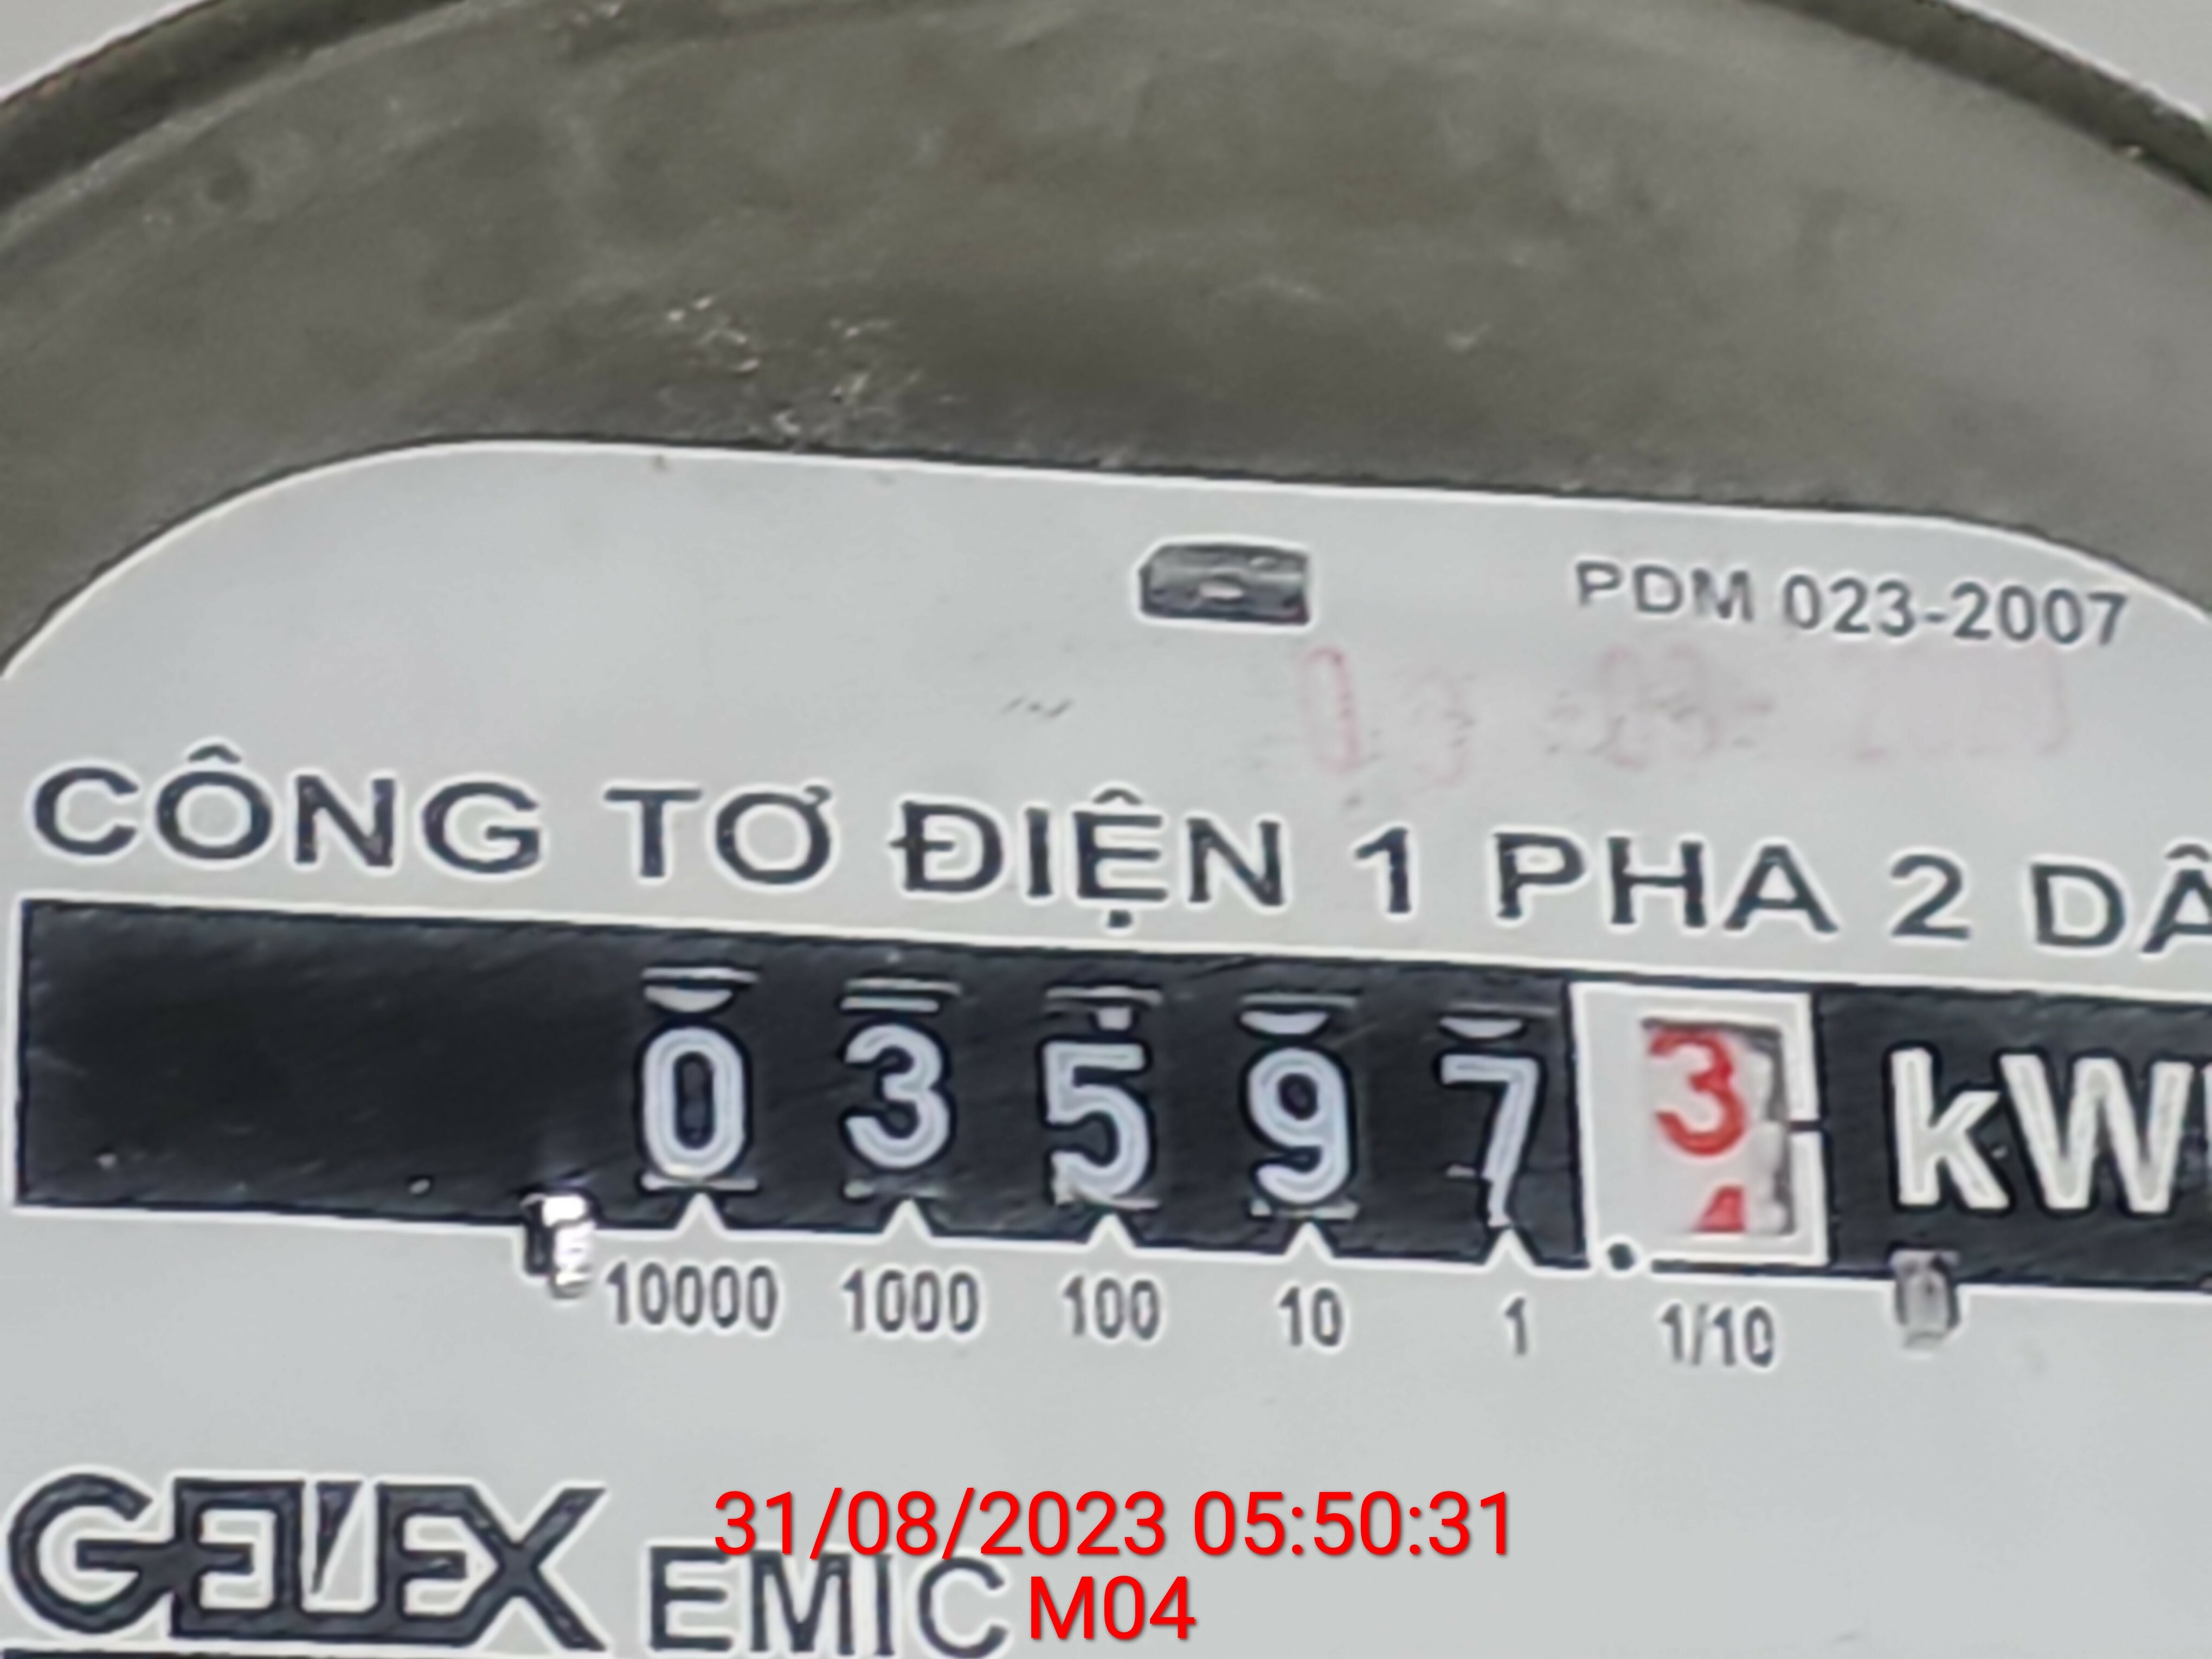 PDM 023-2007
CÔNG TƠ ĐIỆN 1 PHA 2 DÂ
0 3 5 9 7 3 kW
10000 1000 100 10 1 1/10
GELEX EMIC
31/08/2023 05:50:31
M04